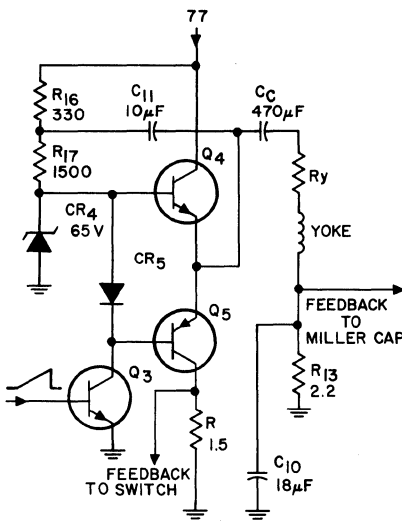 77
R16
330
C11
10μF
CC
470μF
R17
1500
Q4
Ry
CR4
65V
CR5
YOKE
Q5
FEEDBACK
TO
MILLER CAP
Q3
R13
2.2
R
1.5
FEEDBACK
TO SWITCH
C10
18μF